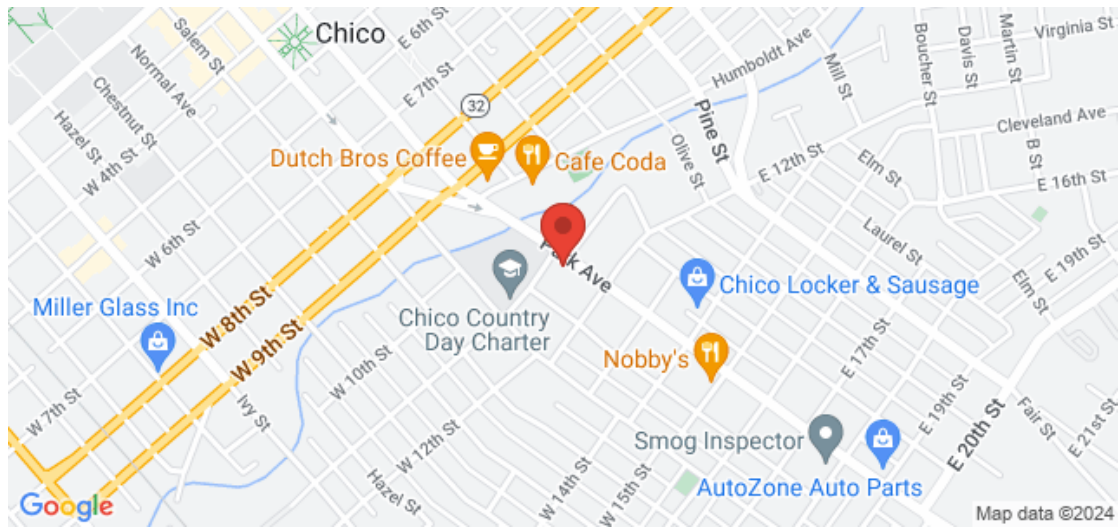 Chico
Salem St
Normal Ave
Chestnut St
Hazel St
W 4th St
W 6th St
E 6th St
E 7th St
32
Humboldt Ave
Mill St
Boucher St
Davis St
Martin St
Virginia St
Cleveland Ave
B St
E 16th St
Pine St
Olive St
E 12th St
Elm St
Laurel St
Elm St
E 19th St
Dutch Bros Coffee
Cafe Coda
Park Ave
Chico Country
Day Charter
Chico Locker & Sausage
Miller Glass Inc
W 8th St
W 9th St
W 7th St
Ivy St
W 10th St
W 12th St
Hazel St
W 14th St
W 15th St
Nobby's
E 17th St
E 19th St
E 20th St
Fair St
E 21st St
Smog Inspector
AutoZone Auto Parts
Google
Map data ©2024